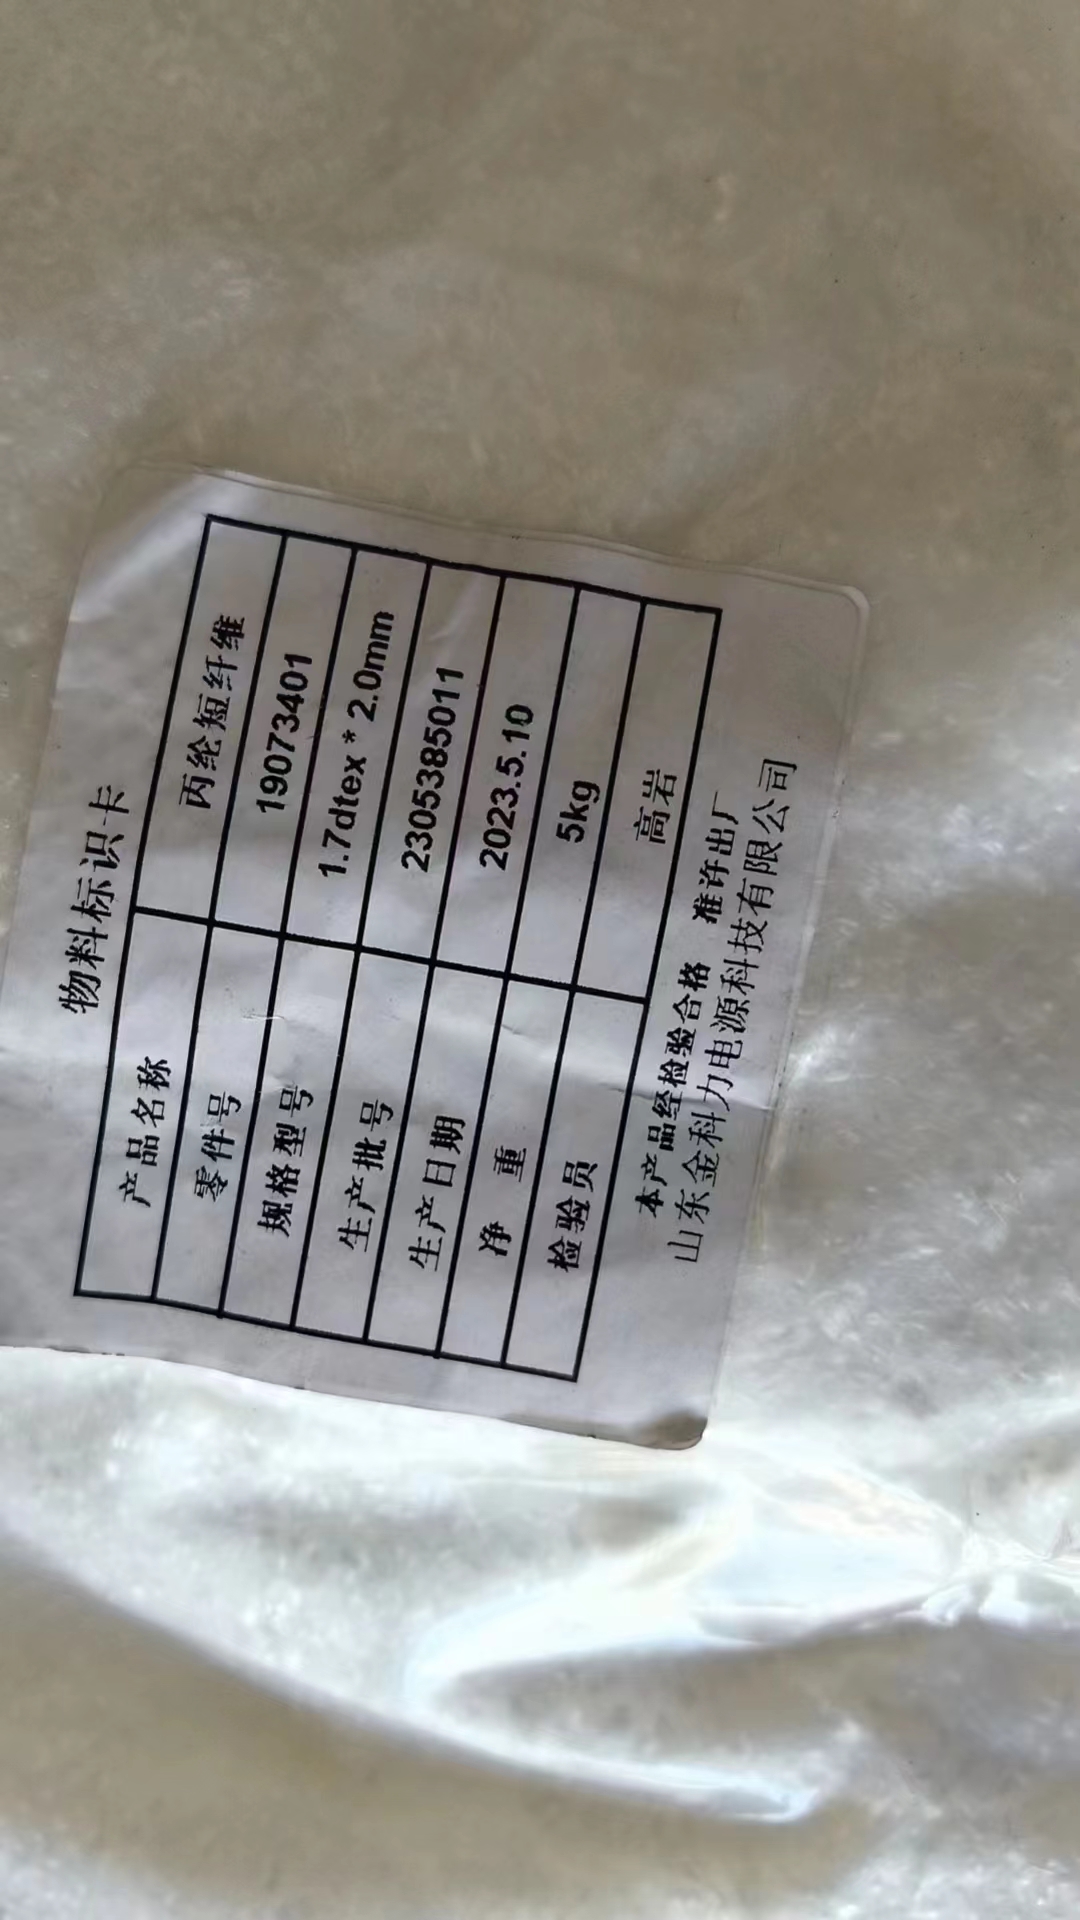 物料标识卡
产品名称 丙纶短纤维
零件号 19073401
规格型号 1.7dtex * 2.0mm
生产批号 2305385011
生产日期 2023.5.10
净 重 5kg
检验员 高岩
本产品经检验合格 准许出厂
山东金科力电源科技有限公司